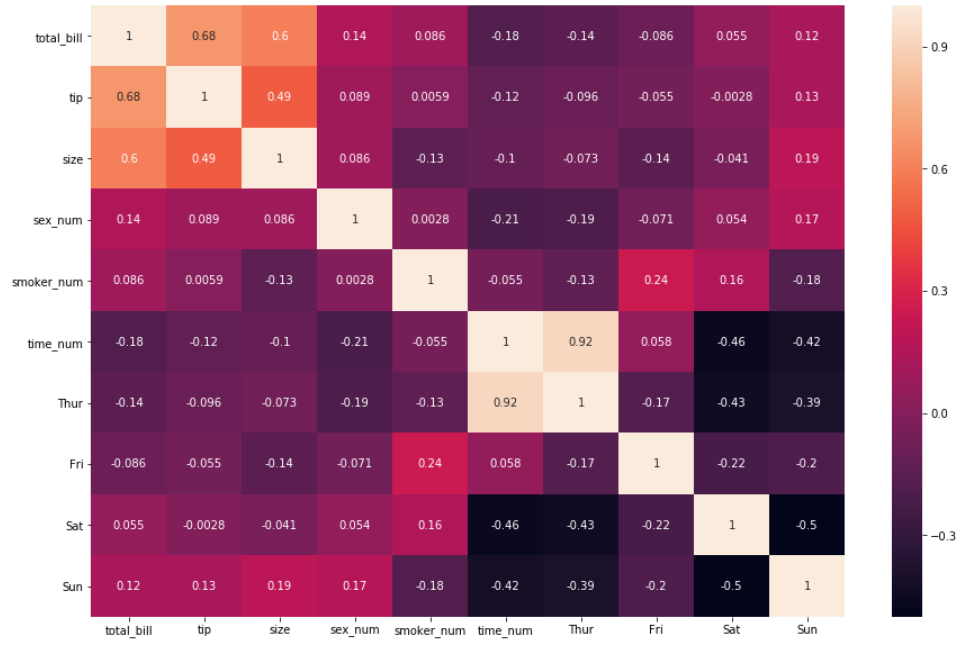 total_bill 1 0.68 0.6 0.14 0.086 -0.18 -0.14 -0.086 0.055 0.12
tip 0.68 1 0.49 0.089 0.0059 -0.12 -0.096 -0.055 -0.0028 0.13
size 0.6 0.49 1 0.086 -0.13 -0.1 -0.073 -0.14 -0.041 0.19
sex_num 0.14 0.089 0.086 1 0.0028 -0.21 -0.19 -0.071 0.054 0.17
smoker_num 0.086 0.0059 -0.13 0.0028 1 -0.055 -0.13 0.24 0.16 -0.18
time_num -0.18 -0.12 -0.1 -0.21 -0.055 1 0.92 0.058 -0.46 -0.42
Thur -0.14 -0.096 -0.073 -0.19 -0.13 0.92 1 -0.17 -0.43 -0.39
Fri -0.086 -0.055 -0.14 -0.071 0.24 0.058 -0.17 1 -0.22 -0.2
Sat 0.055 -0.0028 -0.041 0.054 0.16 -0.46 -0.43 -0.22 1 -0.5
Sun 0.12 0.13 0.19 0.17 -0.18 -0.42 -0.39 -0.2 -0.5 1
total_bill tip size sex_num smoker_num time_num Thur Fri Sat Sun
0.9
0.6
0.3
0.0
-0.3